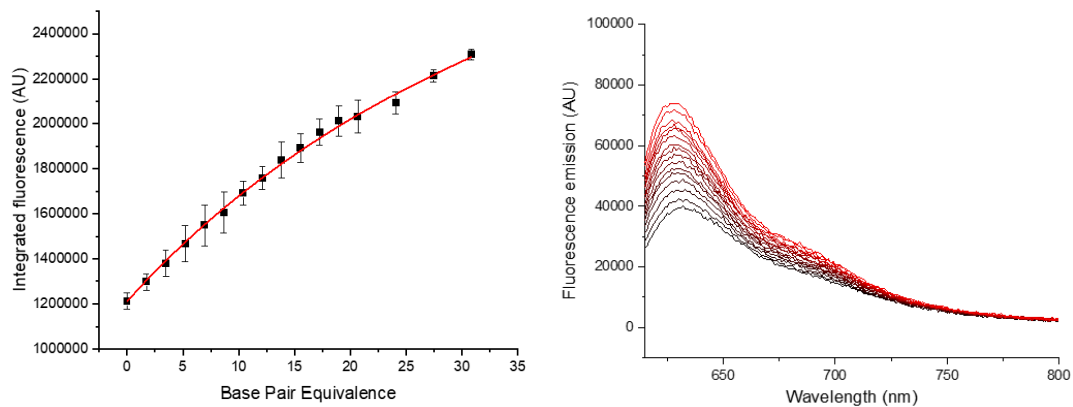 Integrated fluorescence (AU)
2400000
2200000
2000000
1800000
1600000
1400000
1200000
1000000
0 5 10 15 20 25 30 35
Base Pair Equivalence
Fluorescence emission (AU)
100000
80000
60000
40000
20000
0
650 700 750 800
Wavelength (nm)